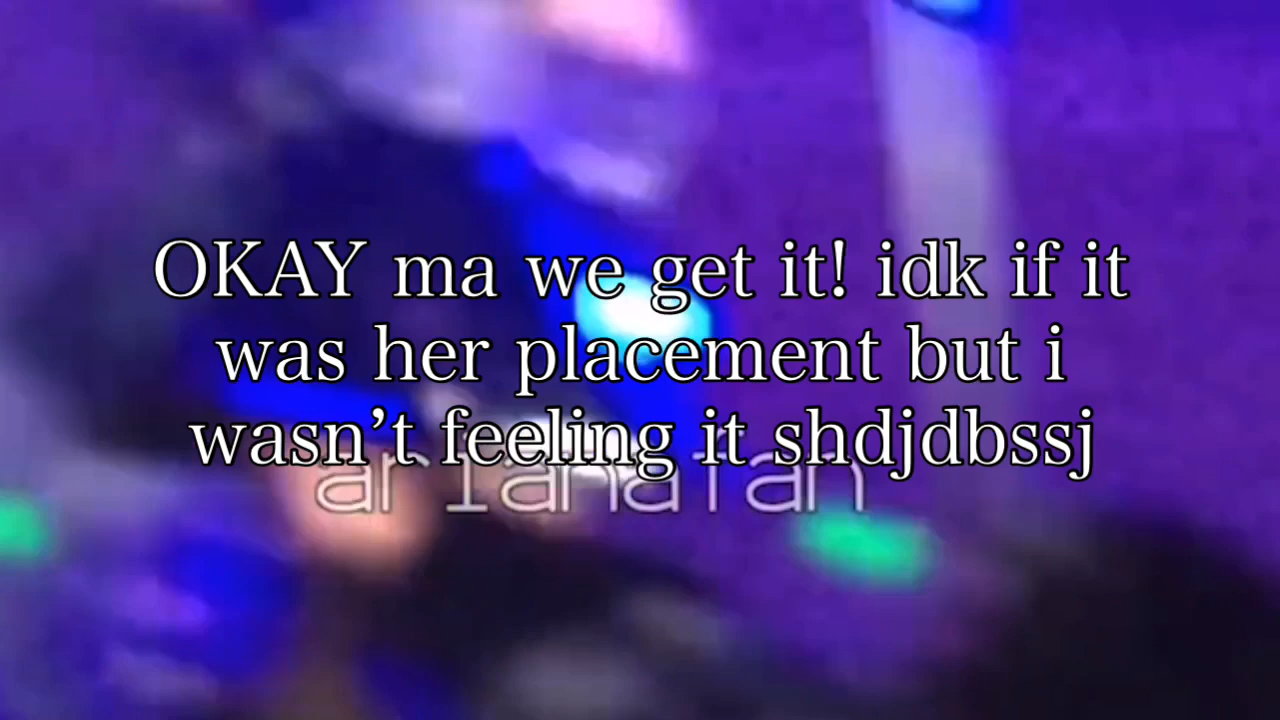 OKAY ma we get it! idk if it
was her placement but i
wasn’t feeling it shdjdbssj
arianafan